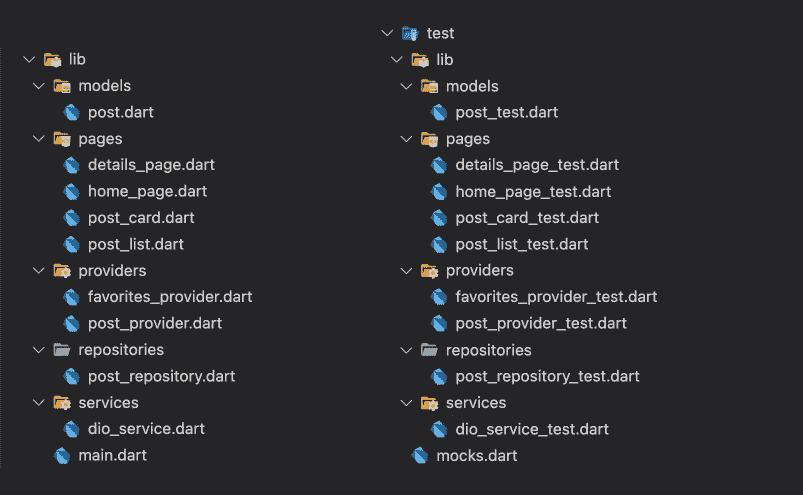 lib
models
post.dart
pages
details_page.dart
home_page.dart
post_card.dart
post_list.dart
providers
favorites_provider.dart
post_provider.dart
repositories
post_repository.dart
services
dio_service.dart
main.dart
test
lib
models
post_test.dart
pages
details_page_test.dart
home_page_test.dart
post_card_test.dart
post_list_test.dart
providers
favorites_provider_test.dart
post_provider_test.dart
repositories
post_repository_test.dart
services
dio_service_test.dart
mocks.dart